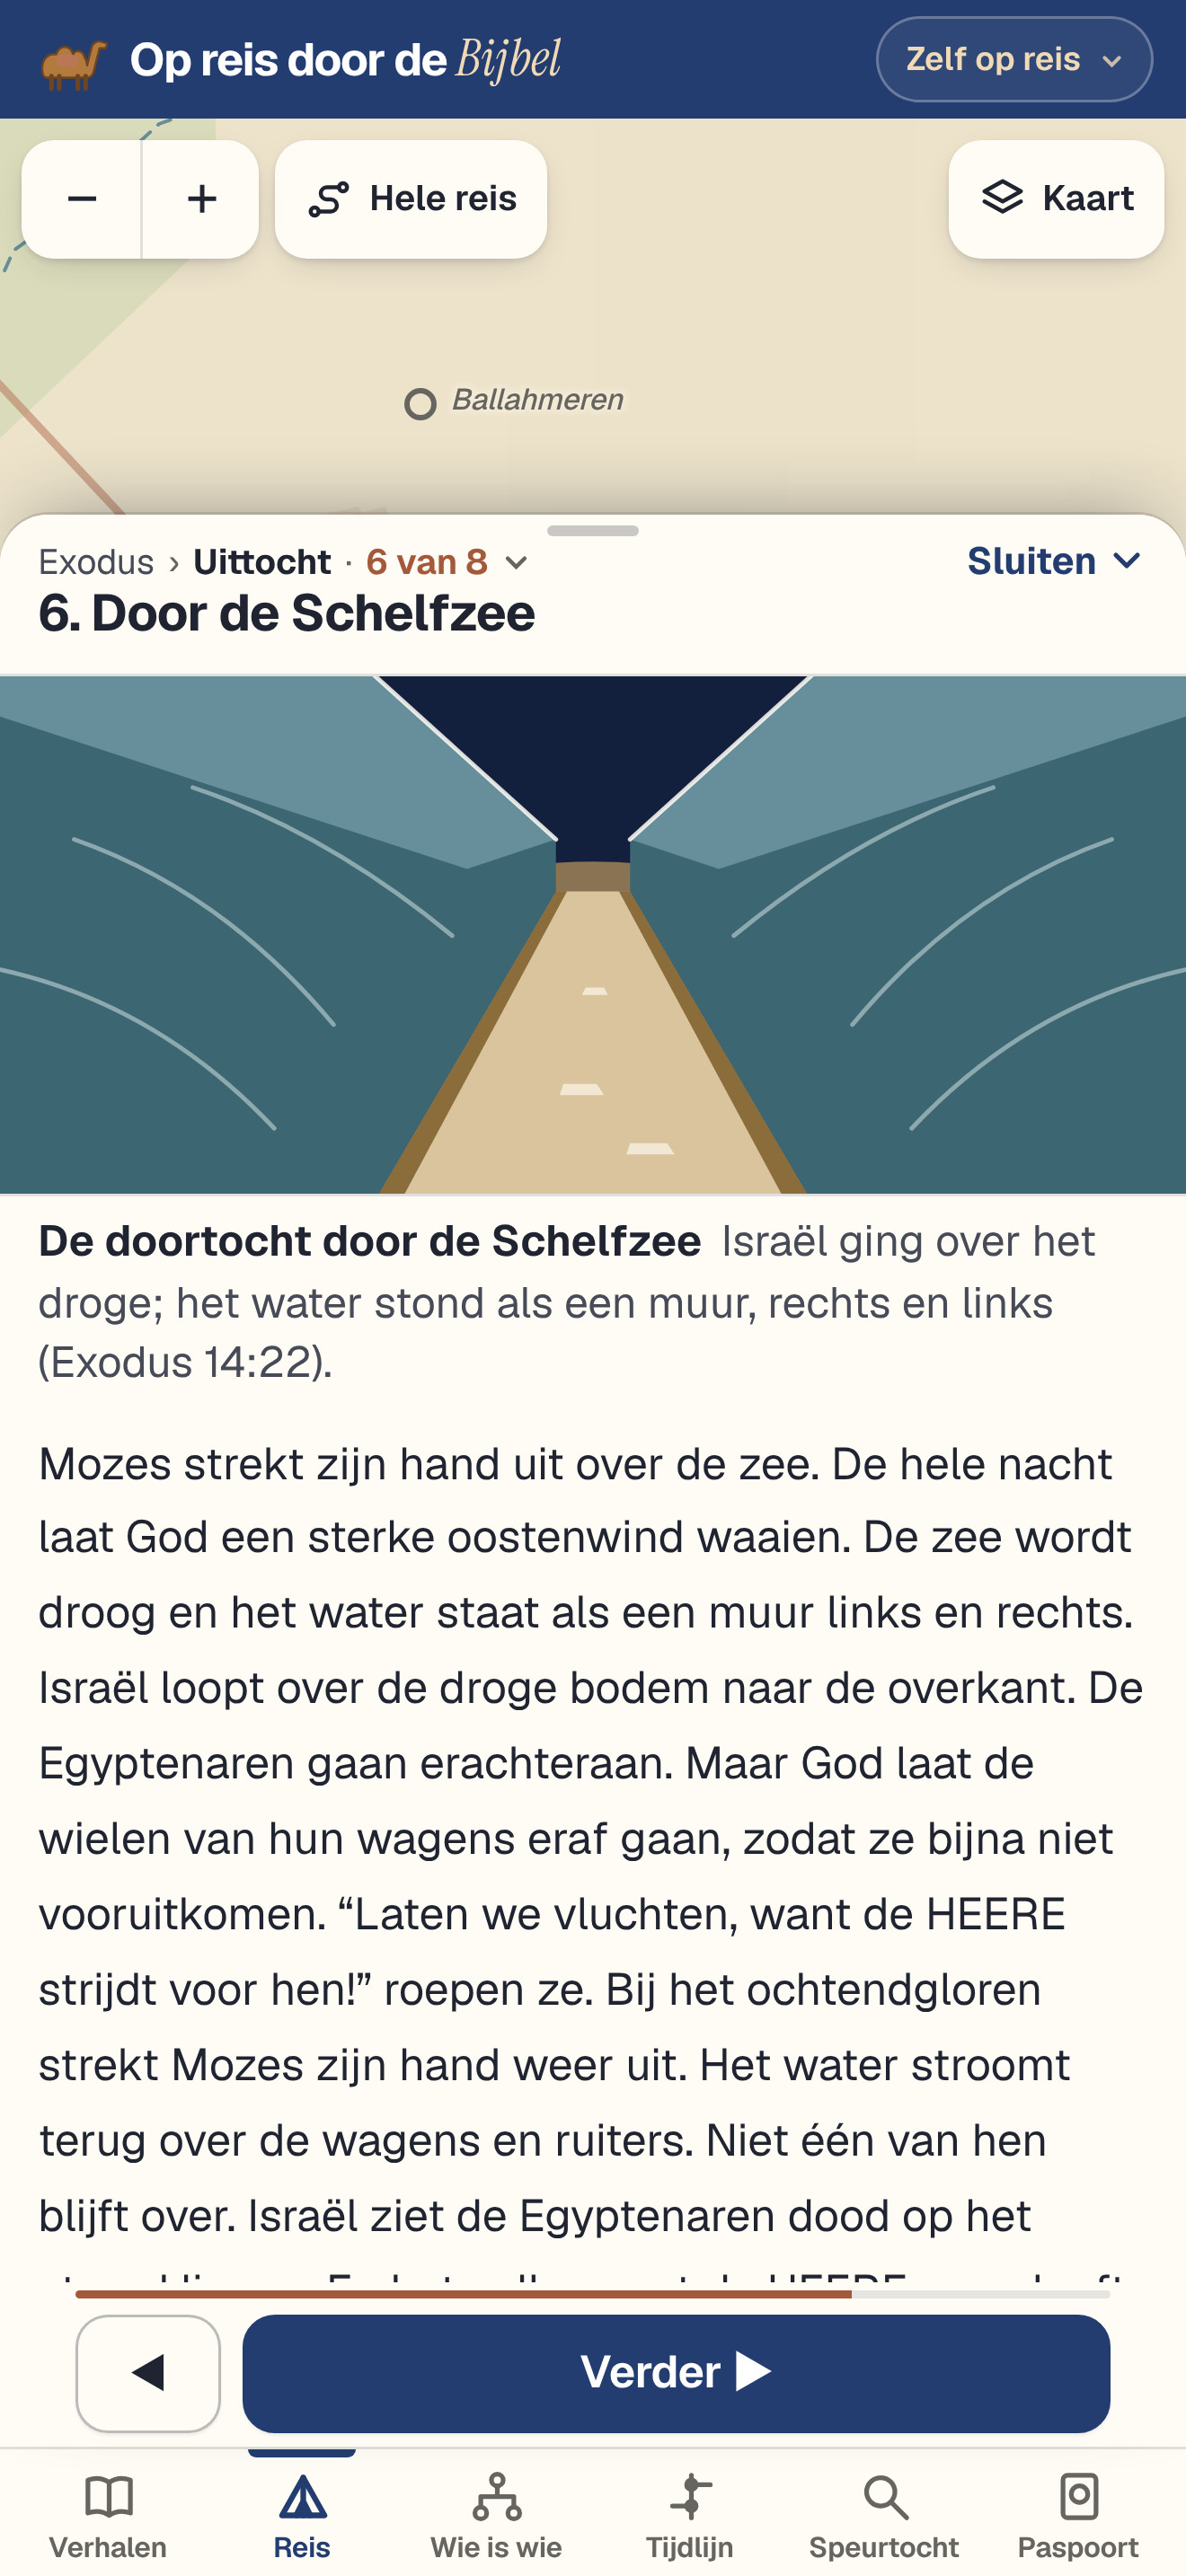 Op reis door de Bijbel
Zelf op reis
Hele reis
Kaart
Ballahmeren
Exodus › Uittocht · 6 van 8
Sluiten
6. Door de Schelfzee
De doortocht door de Schelfzee Israël ging over het
droge; het water stond als een muur, rechts en links
(Exodus 14:22).
Mozes strekt zijn hand uit over de zee. De hele nacht
laat God een sterke oostenwind waaien. De zee wordt
droog en het water staat als een muur links en rechts.
Israël loopt over de droge bodem naar de overkant. De
Egyptenaren gaan erachteraan. Maar God laat de
wielen van hun wagens eraf gaan, zodat ze bijna niet
vooruitkomen. “Laten we vluchten, want de HEERE
strijdt voor hen!” roepen ze. Bij het ochtendgloren
strekt Mozes zijn hand weer uit. Het water stroomt
terug over de wagens en ruiters. Niet één van hen
blijft over. Israël ziet de Egyptenaren dood op het
Verder
Verhalen
Reis
Wie is wie
Tijdlijn
Speurtocht
Paspoort